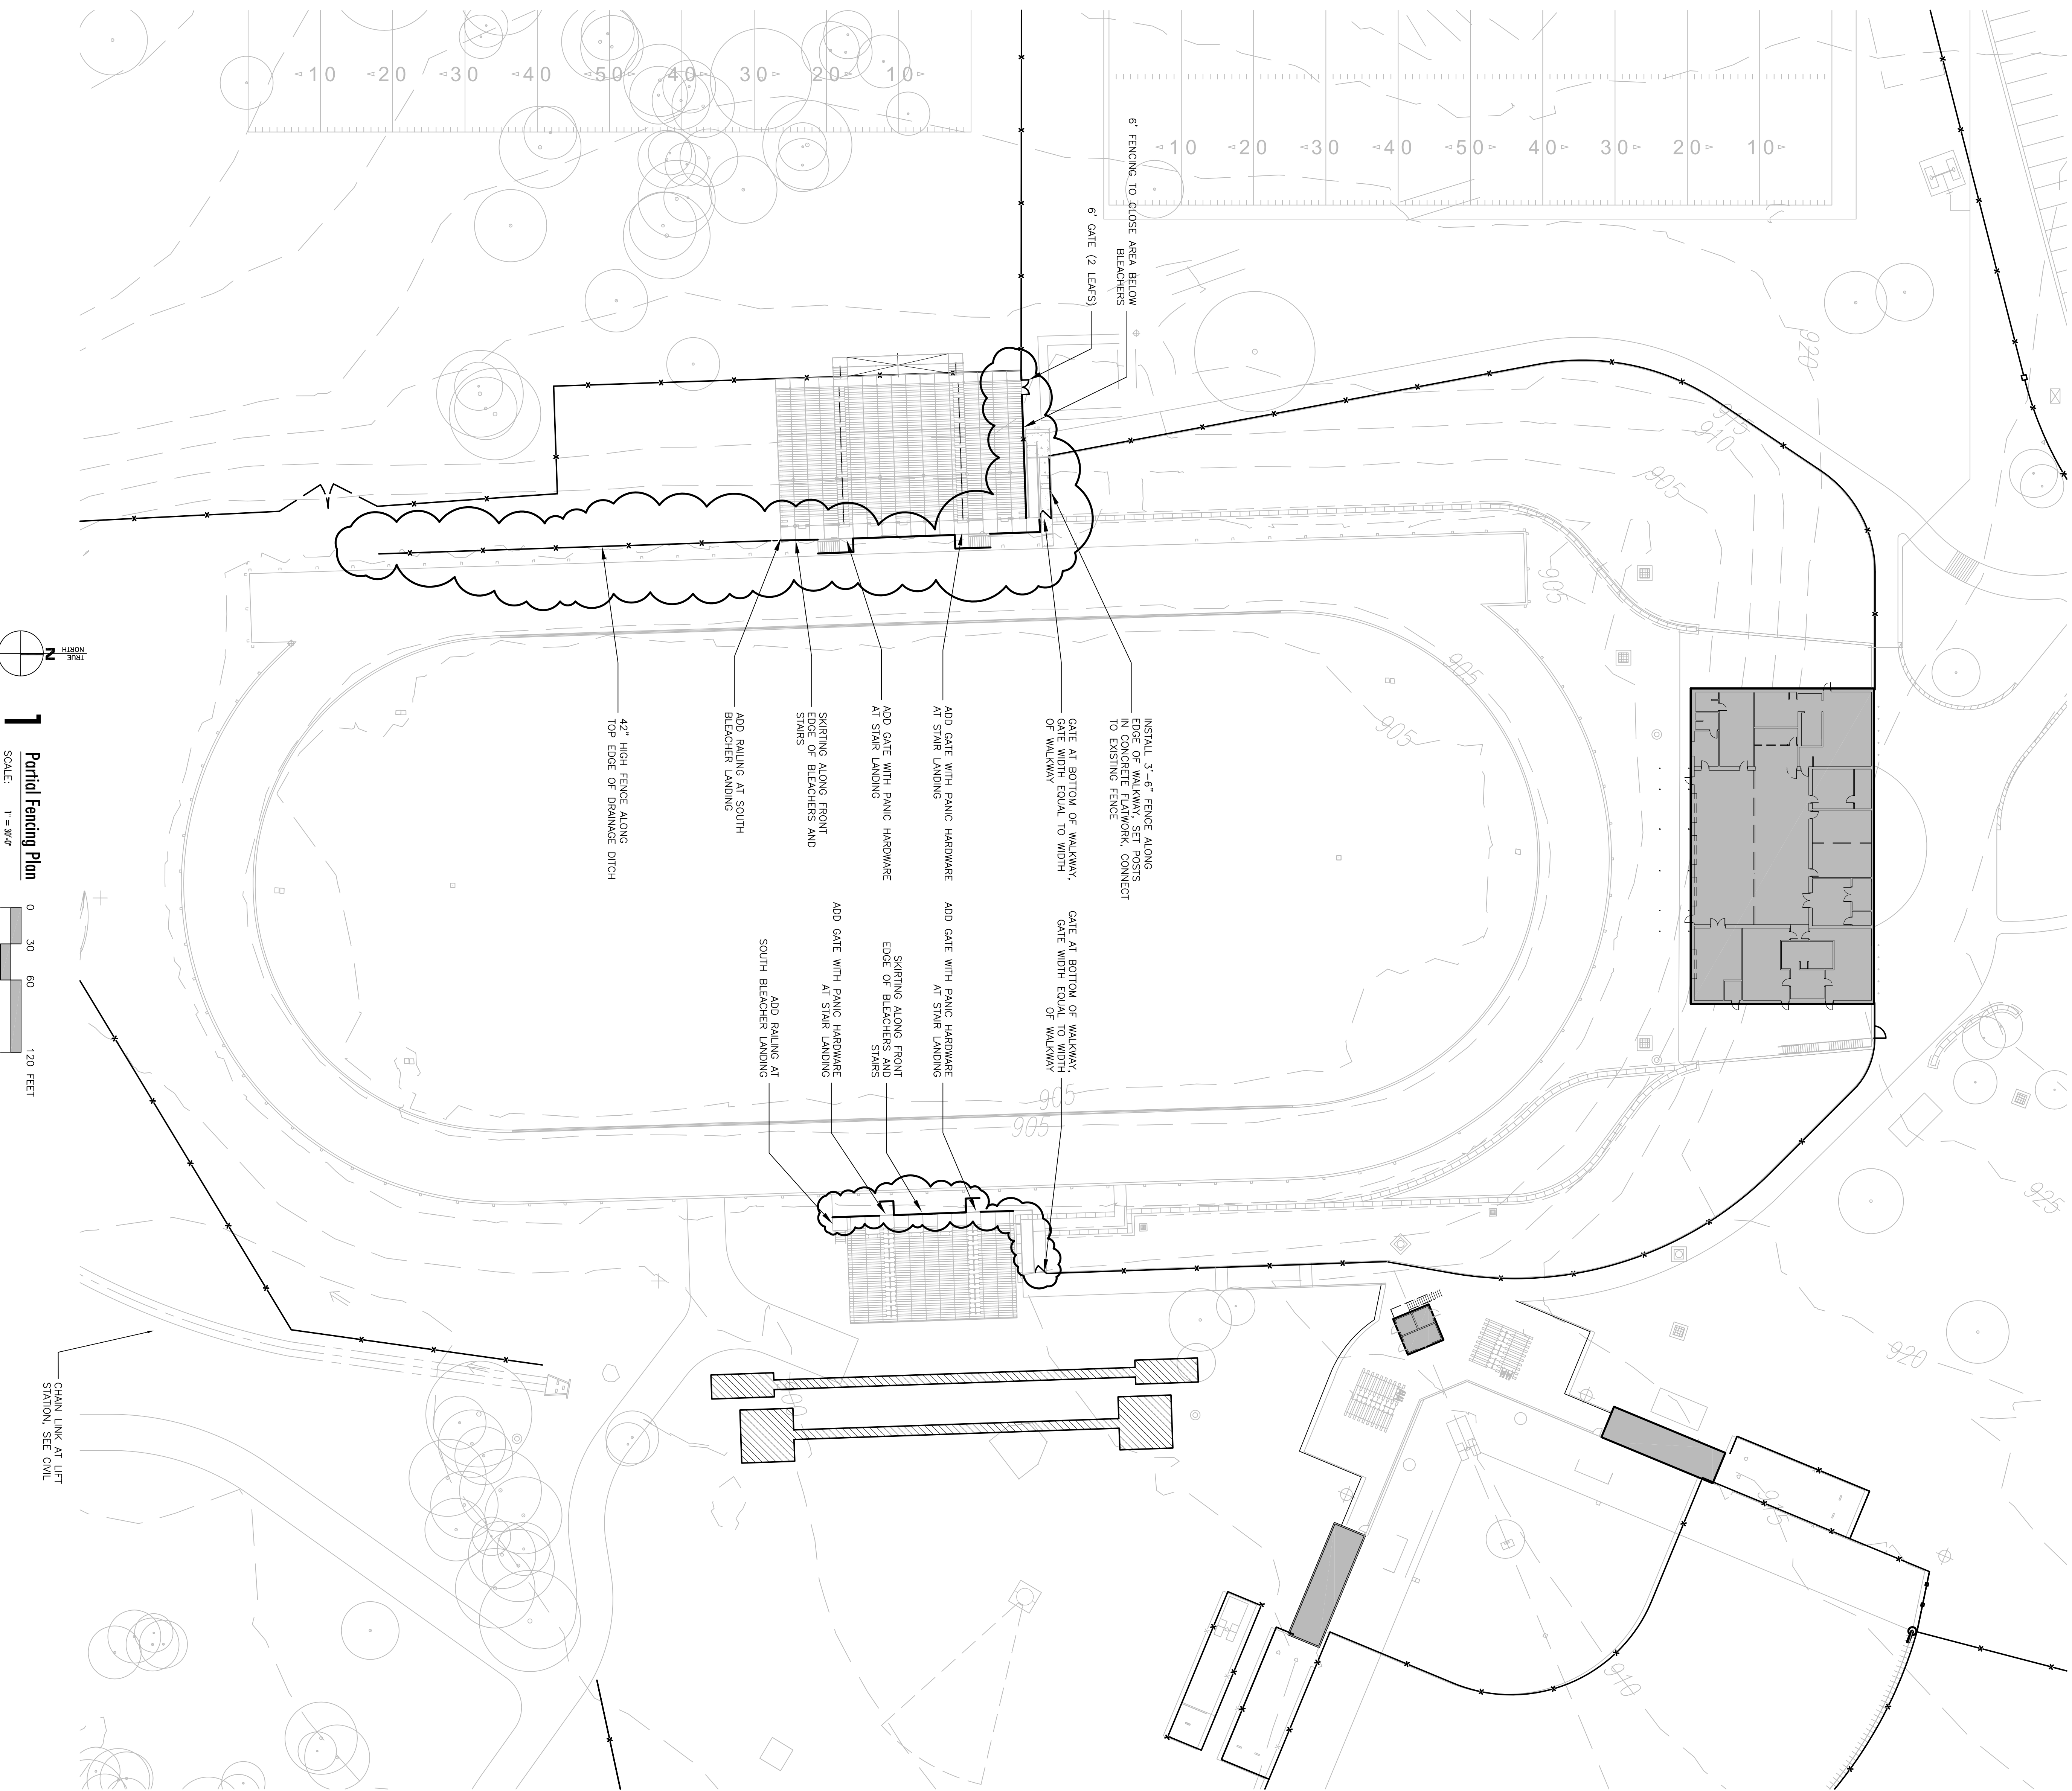 10 20 30 40 50 40 30 20 10
10 20 30 40 50 40 30 20 10
6' FENCING TO CLOSE AREA BELOW
BLEACHERS
6' GATE (2 LEAFS)
920
915
910
905
905
905
905
INSTALL 3'-6" FENCE ALONG
EDGE OF WALKWAY, SET POSTS
IN CONCRETE FLATWORK, CONNECT
TO EXISTING FENCE
GATE AT BOTTOM OF WALKWAY,
GATE WIDTH EQUAL TO WIDTH
OF WALKWAY
ADD GATE WITH PANIC HARDWARE
AT STAIR LANDING
ADD GATE WITH PANIC HARDWARE
AT STAIR LANDING
SKIRTING ALONG FRONT
EDGE OF BLEACHERS AND
STAIRS
ADD RAILING AT SOUTH
BLEACHER LANDING
42" HIGH FENCE ALONG
TOP EDGE OF DRAINAGE DITCH
GATE AT BOTTOM OF WALKWAY,
GATE WIDTH EQUAL TO WIDTH
OF WALKWAY
ADD GATE WITH PANIC HARDWARE
AT STAIR LANDING
SKIRTING ALONG FRONT
EDGE OF BLEACHERS AND
STAIRS
ADD GATE WITH PANIC HARDWARE
AT STAIR LANDING
ADD RAILING AT
SOUTH BLEACHER LANDING
905
905
925
920
910
CHAIN LINK AT LIFT
STATION, SEE CIVIL
TRUE
NORTH
N
1
Partial Fencing Plan
SCALE: 1" = 30'-0"
0 30 60 120 FEET